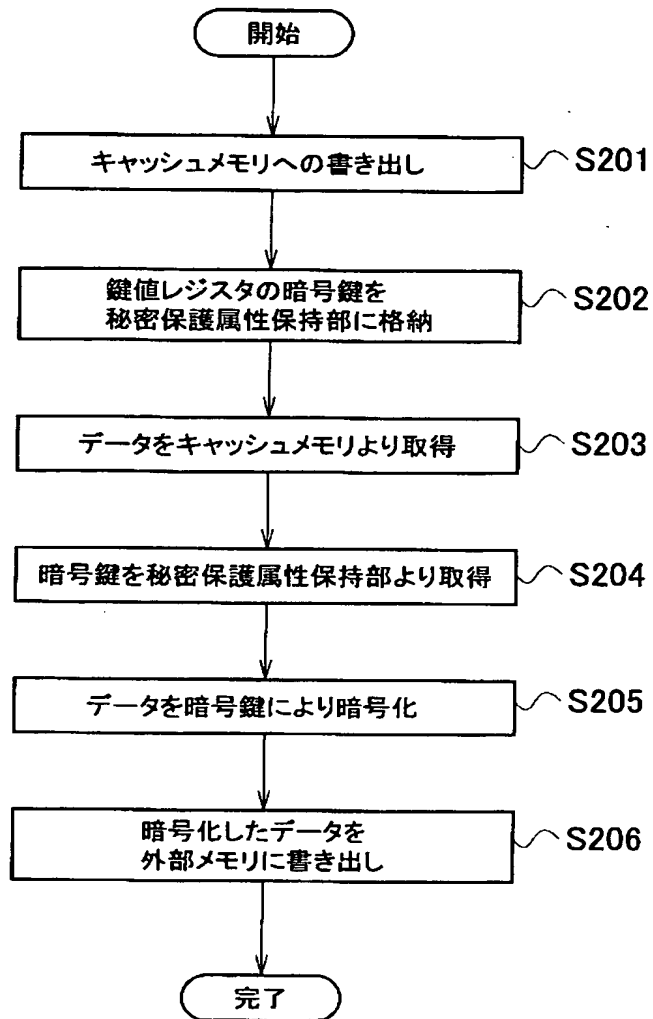 開始
キャッシュメモリへの書き出し
S201
鍵値レジスタの暗号鍵を
秘密保護属性保持部に格納
S202
データをキャッシュメモリより取得
S203
暗号鍵を秘密保護属性保持部より取得
S204
データを暗号鍵により暗号化
S205
暗号化したデータを
外部メモリに書き出し
S206
完了